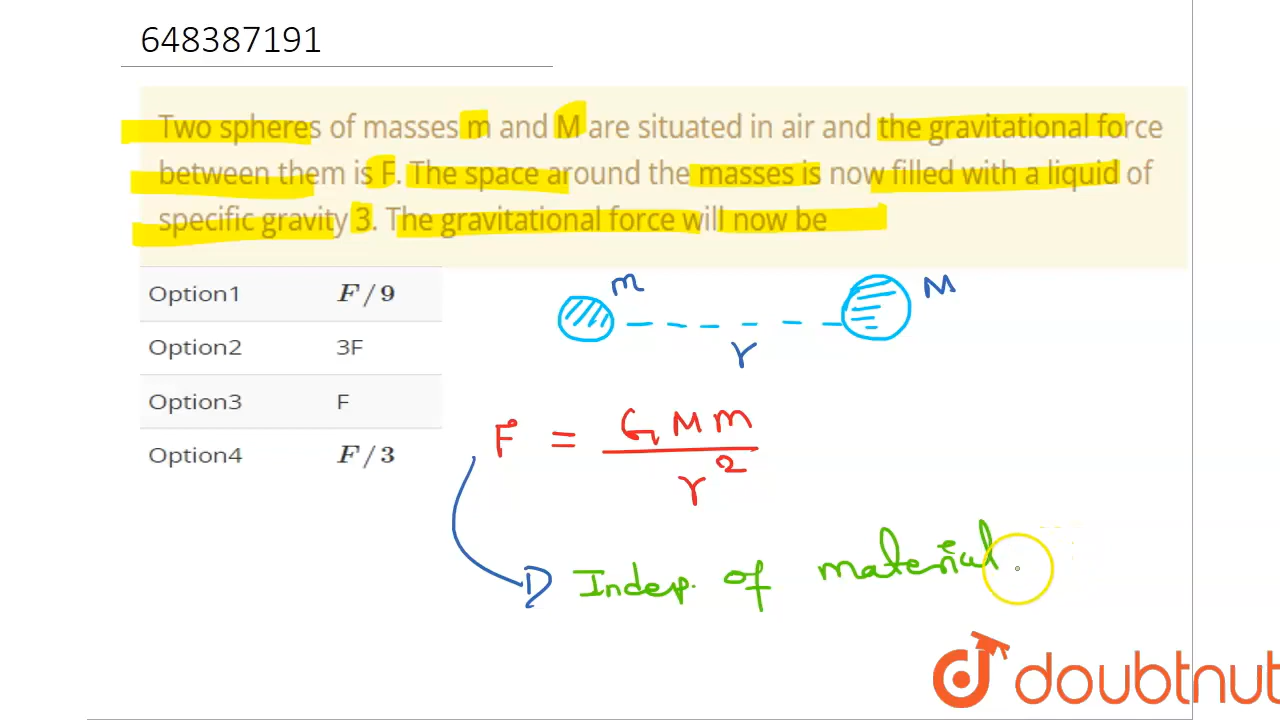 648387191
Two spheres of masses m and M are situated in air and the gravitational force
between them is F. The space around the masses is now filled with a liquid of
specific gravity 3. The gravitational force will now be
Option1 F/9
Option2 3F
Option3 F
Option4 F/3
m
M
r
F = GMm
r²
Indep. of material
doubtnut